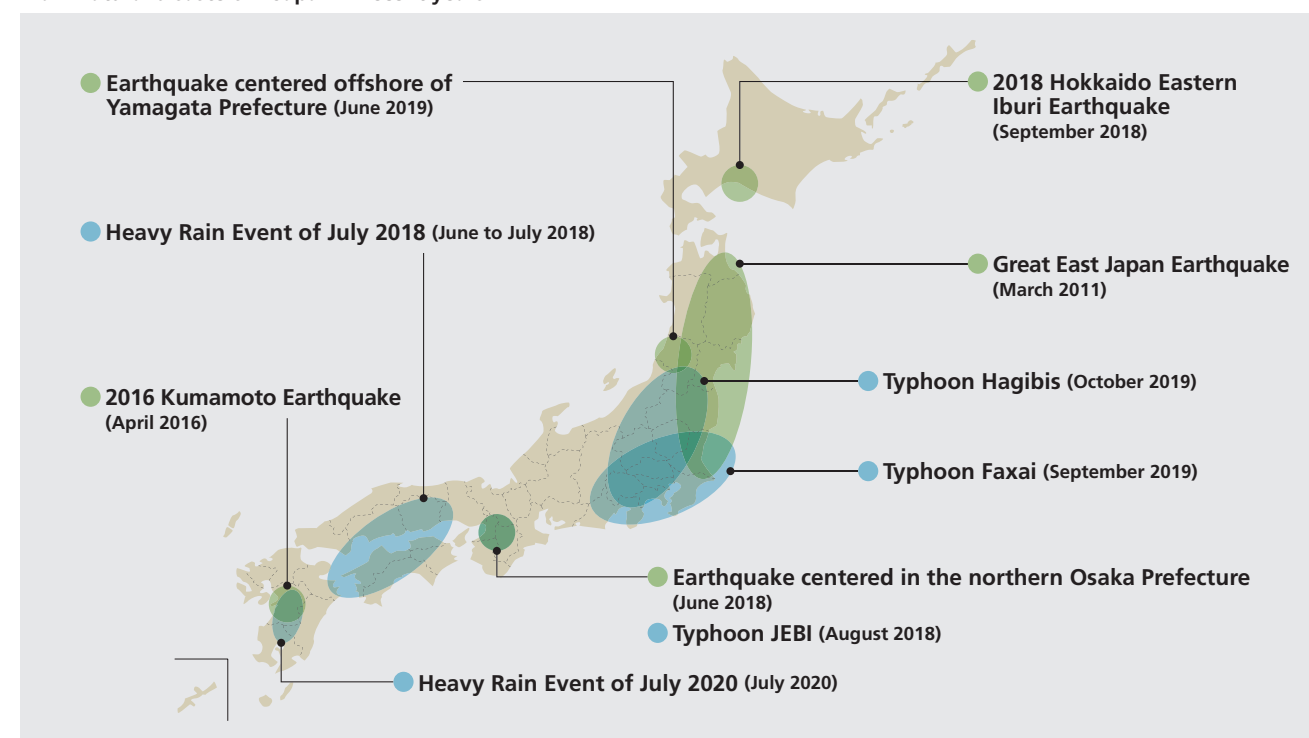 Earthquake centered offshore of
Yamagata Prefecture (June 2019)
2018 Hokkaido Eastern
Iburi Earthquake
(September 2018)
Heavy Rain Event of July 2018 (June to July 2018)
Great East Japan Earthquake
(March 2011)
2016 Kumamoto Earthquake
(April 2016)
Typhoon Hagibis (October 2019)
Typhoon Faxai (September 2019)
Earthquake centered in the northern Osaka Prefecture
(June 2018)
Typhoon JEBI (August 2018)
Heavy Rain Event of July 2020 (July 2020)